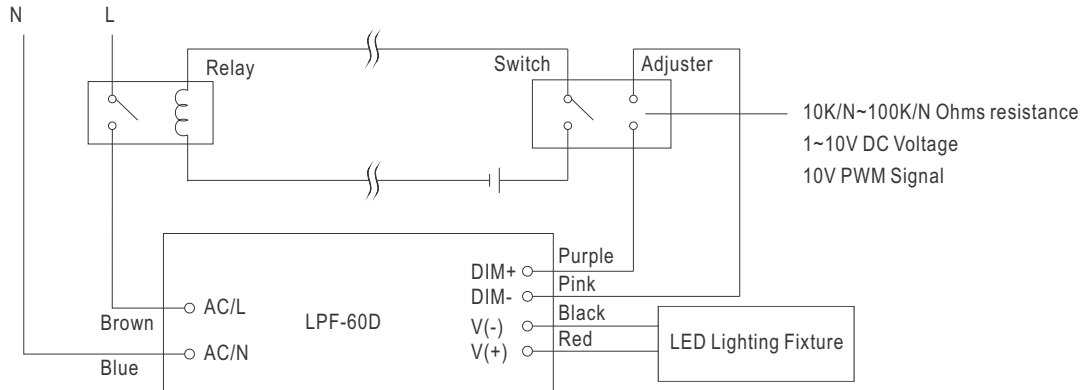 N L
Relay
Switch
Adjuster
10K/N~100K/N Ohms resistance
1~10V DC Voltage
10V PWM Signal
Purple
DIM+
Pink
DIM-
Black
V(-)
Red
V(+)
LED Lighting Fixture
LPF-60D
AC/L
Brown
AC/N
Blue